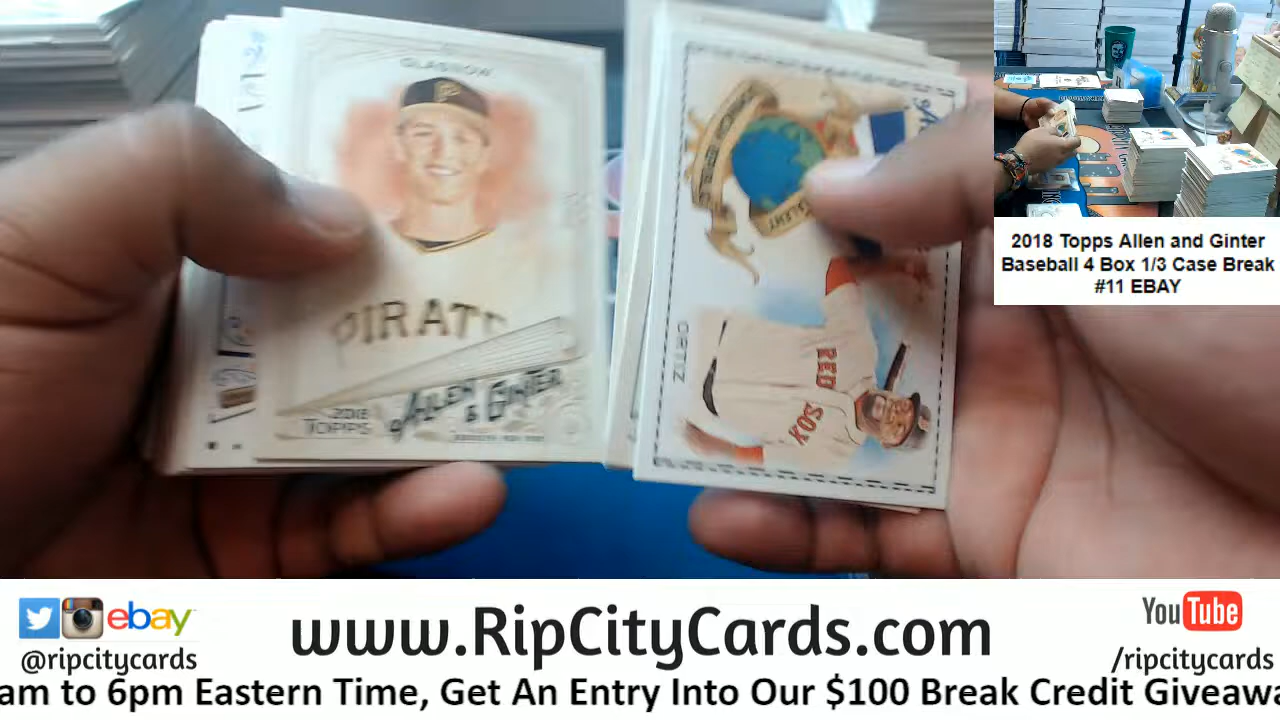 GLASNOW
PIRAT
2018
TOPPS
ALLEN
& GINTER
ORTIZ
RED
SOX
2018 Topps Allen and Ginter
Baseball 4 Box 1/3 Case Break
#11 EBAY
ebay
@ripcitycards
www.RipCityCards.com
YouTube
/ripcitycards
am to 6pm Eastern Time, Get An Entry Into Our $100 Break Credit Giveawa